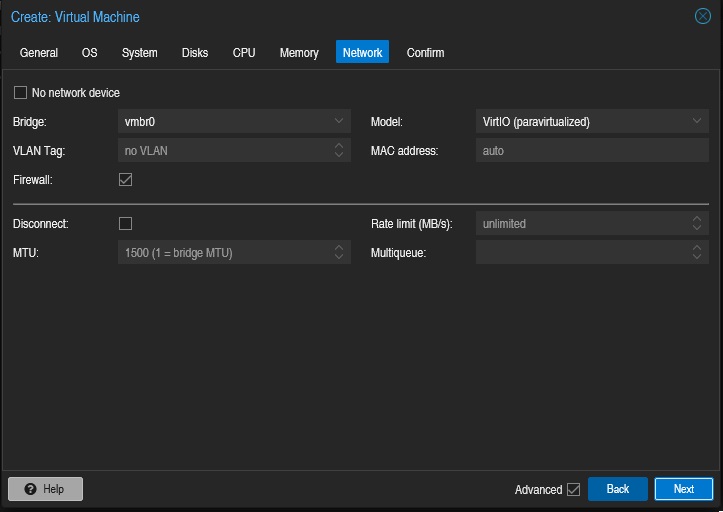 Create: Virtual Machine
General OS System Disks CPU Memory Network Confirm
No network device
Bridge: vmbr0 Model: VirtIO (paravirtualized)
VLAN Tag: no VLAN MAC address: auto
Firewall:
Disconnect: Rate limit (MB/s): unlimited
MTU: 1500 (1 = bridge MTU) Multiqueue:
Help Advanced Back Next